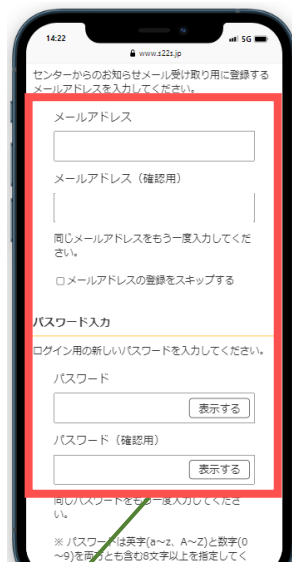 14:22
5G
www.s22s.jp
センターからのお知らせメール受け取り用に登録する
メールアドレスを入力してください。
メールアドレス
メールアドレス（確認用）
同じメールアドレスをもう一度入力してくだ
さい。
メールアドレスの登録をスキップする
パスワード入力
ログイン用の新しいパスワードを入力してください。
パスワード
表示する
パスワード（確認用）
表示する
同じパスワードをもう一度入力してくださ
い。
※ パスワードは英字(a～z、A～Z)と数字(0
～9)を両方とも含む8文字以上を指定してく